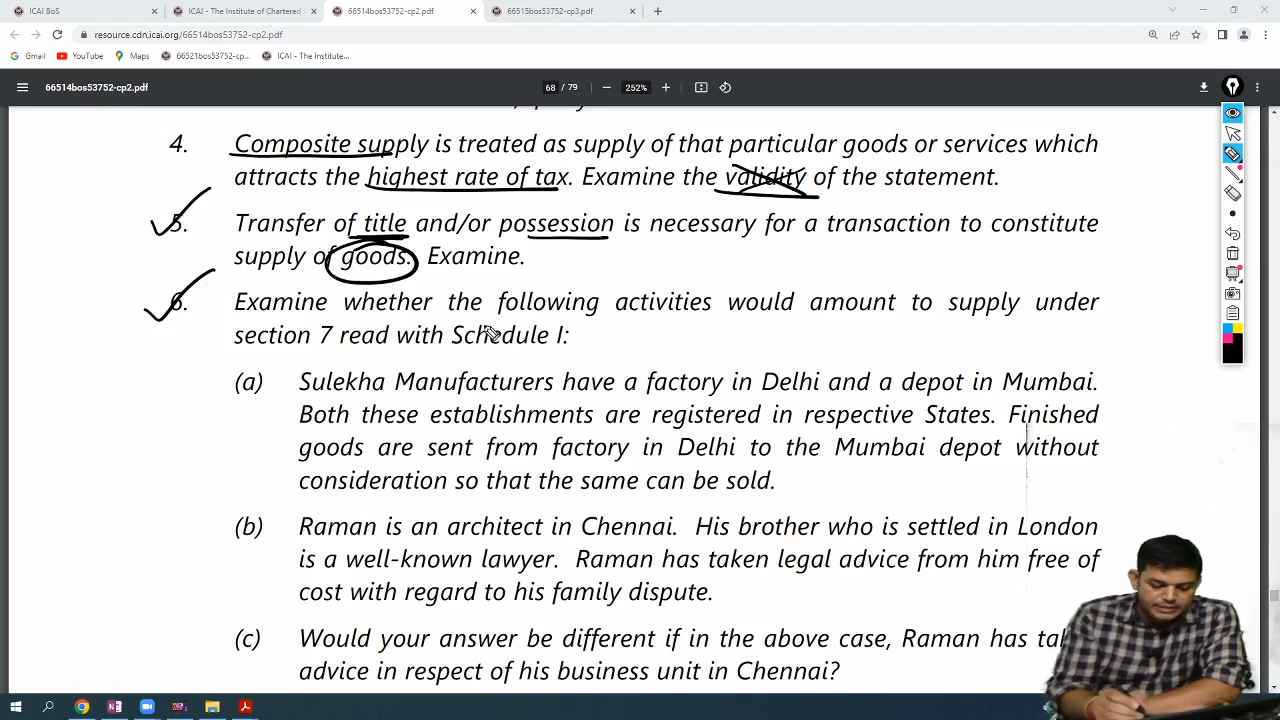 ICAI BoS
ICAI - The Institute of Chartered
66514bos53752-cp2.pdf
66515bos53752-cp3.pdf
resource.cdn.icai.org/66514bos53752-cp2.pdf
Gmail YouTube Maps 66521bos53752-cp... ICAI - The Institute...
66514bos53752-cp2.pdf 68 / 79 252%
4. Composite supply is treated as supply of that particular goods or services which
attracts the highest rate of tax. Examine the validity of the statement.
5. Transfer of title and/or possession is necessary for a transaction to constitute
supply of goods. Examine.
6. Examine whether the following activities would amount to supply under
section 7 read with Schedule I:
(a) Sulekha Manufacturers have a factory in Delhi and a depot in Mumbai.
Both these establishments are registered in respective States. Finished
goods are sent from factory in Delhi to the Mumbai depot without
consideration so that the same can be sold.
(b) Raman is an architect in Chennai. His brother who is settled in London
is a well-known lawyer. Raman has taken legal advice from him free of
cost with regard to his family dispute.
(c) Would your answer be different if in the above case, Raman has
advice in respect of his business unit in Chennai?